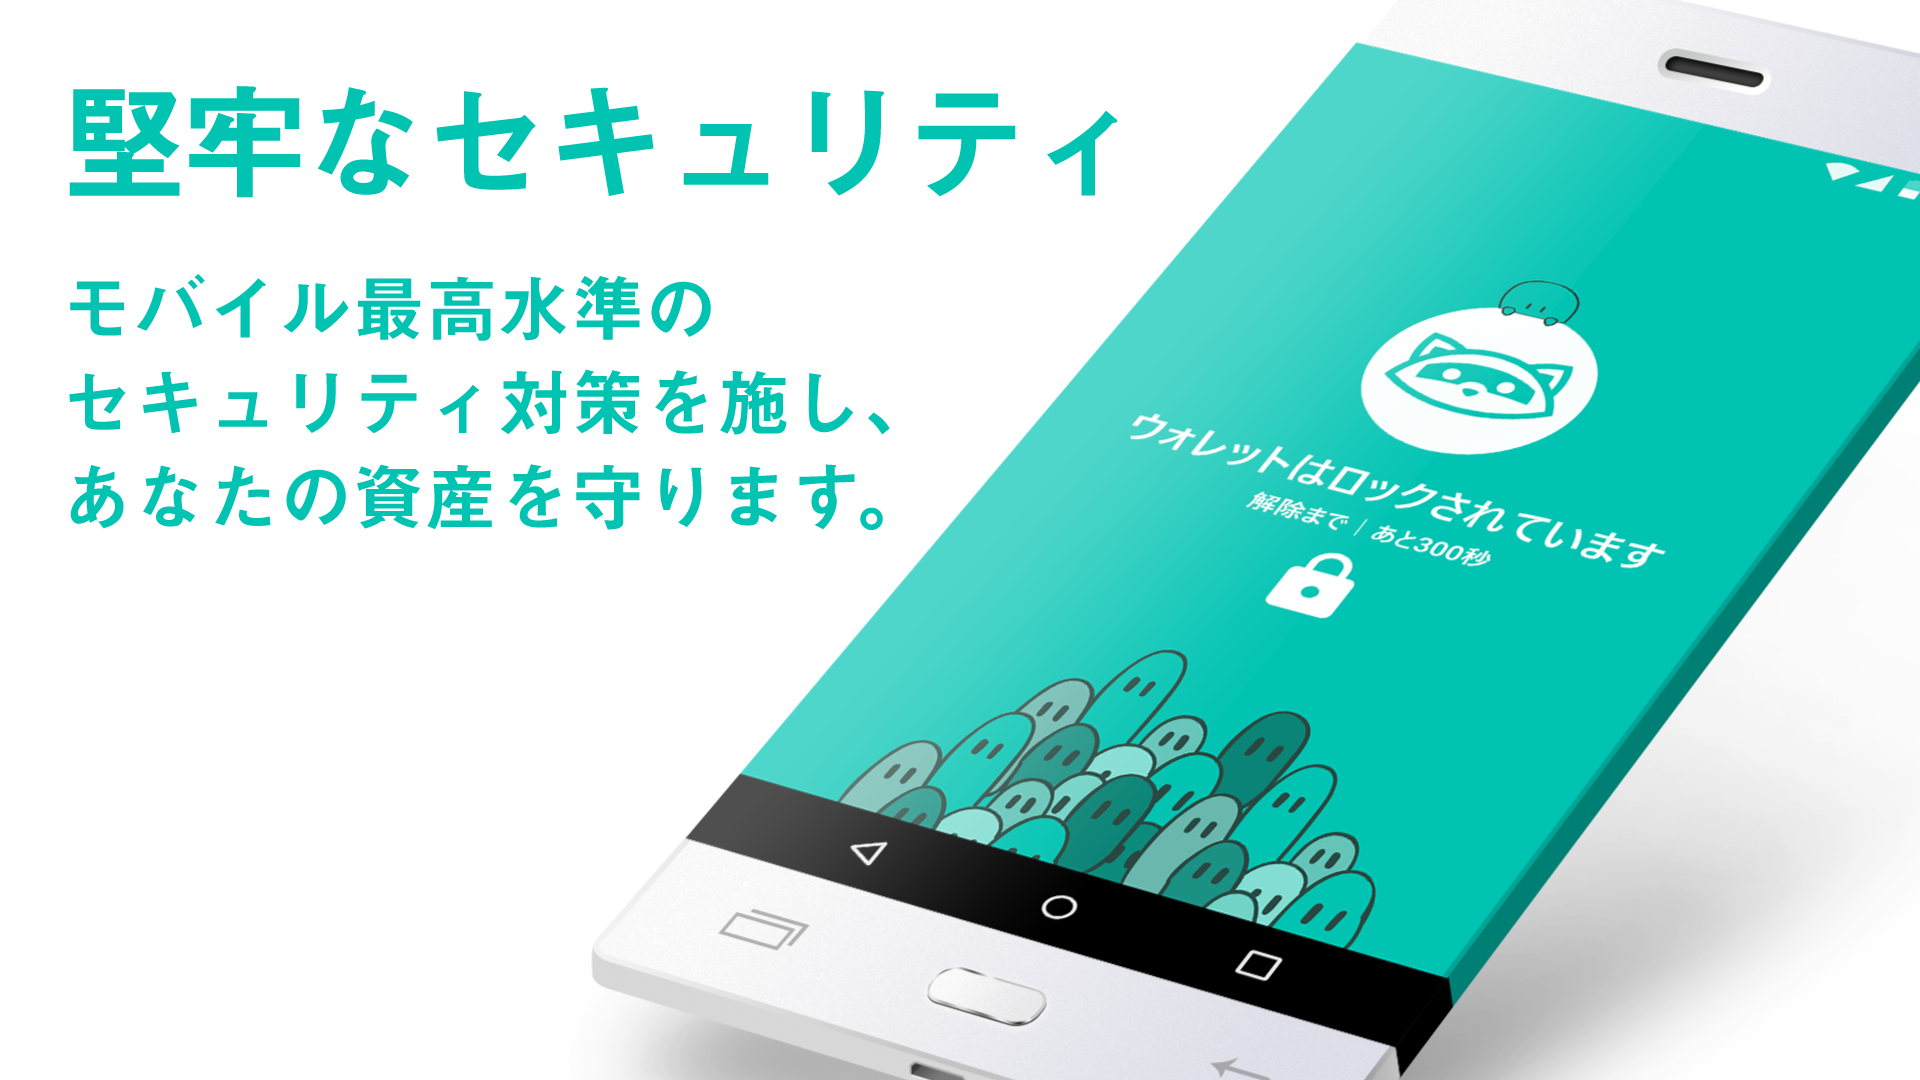 堅牢なセキュリティ
モバイル最高水準の
セキュリティ対策を施し、
あなたの資産を守ります。
ウォレットはロックされています
解除まで｜あと300秒